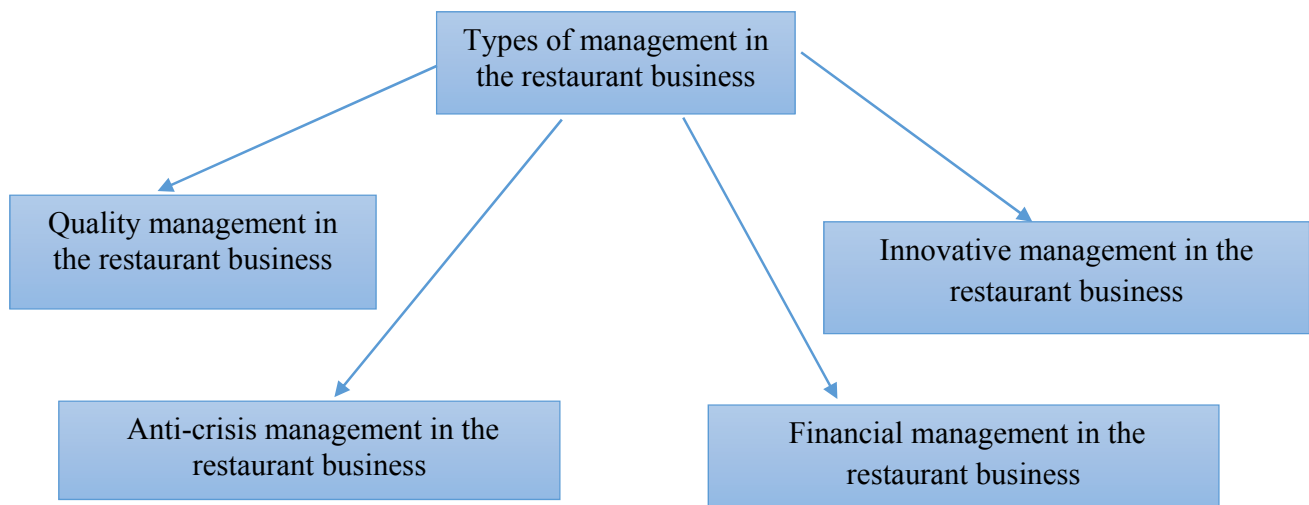 Types of management in
the restaurant business
Quality management in
the restaurant business
Innovative management in the
restaurant business
Anti-crisis management in the
restaurant business
Financial management in the
restaurant business